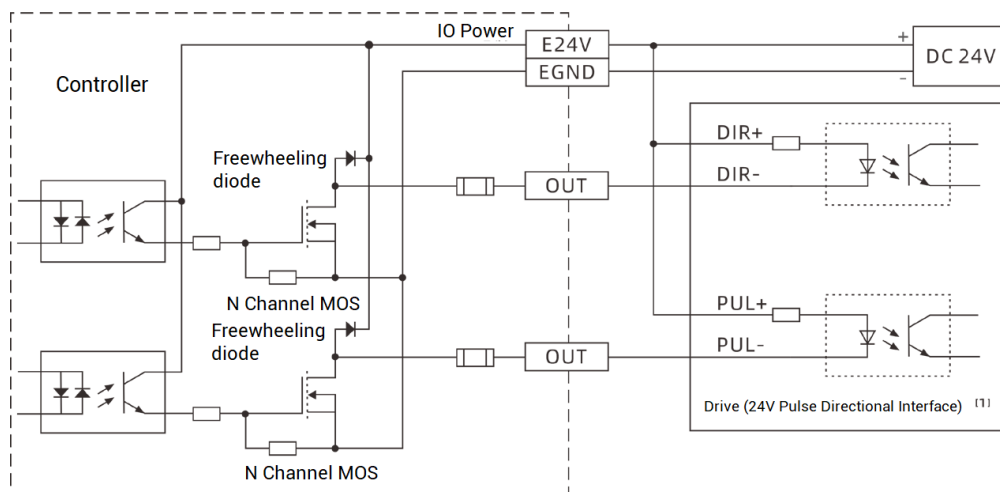 IO Power
E24V
+
DC 24V
EGND
-
Controller
DIR+
Freewheeling
diode
DIR-
OUT
N Channel MOS
PUL+
Freewheeling
diode
PUL-
OUT
Drive (24V Pulse Directional Interface) [1]
N Channel MOS